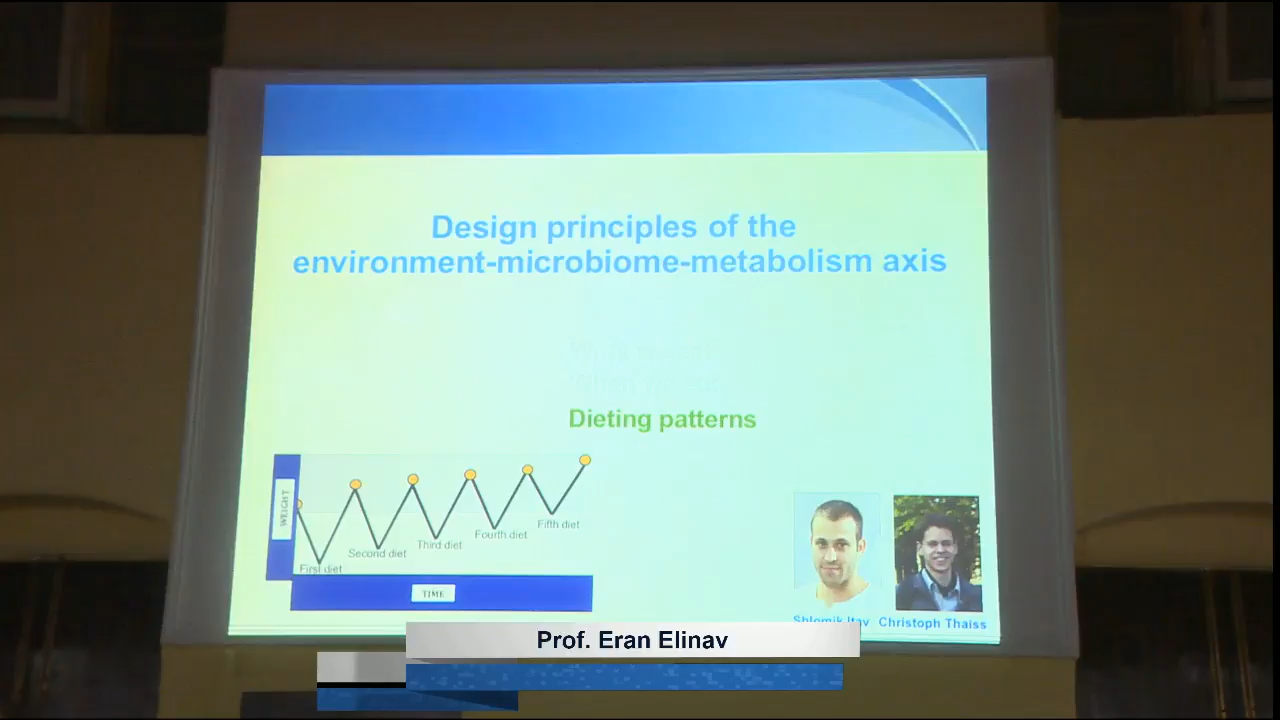 Design principles of the
environment-microbiome-metabolism axis
Dieting patterns
WEIGHT
First diet
Second diet
Third diet
Fourth diet
Fifth diet
TIME
Christoph Thaiss
Prof. Eran Elinav